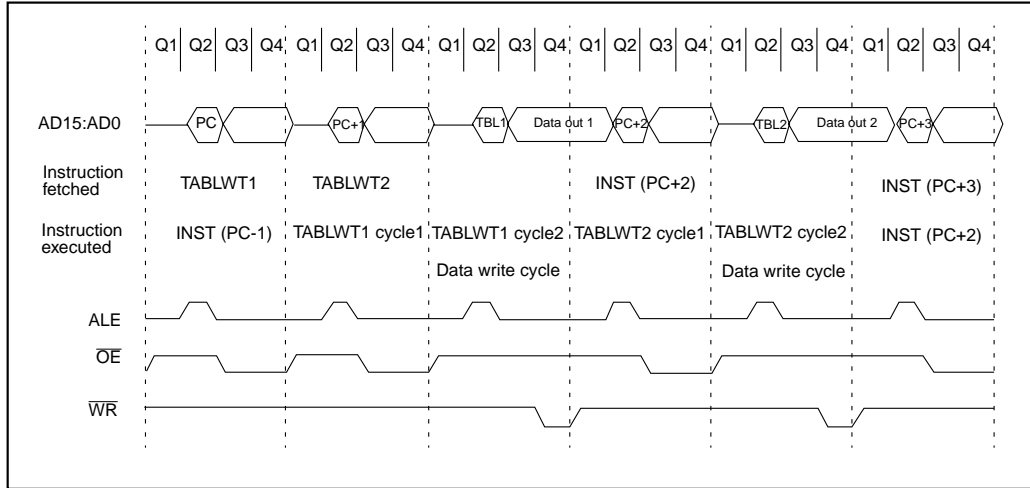 Q1 Q2 Q3 Q4 Q1 Q2 Q3 Q4 Q1 Q2 Q3 Q4 Q1 Q2 Q3 Q4 Q1 Q2 Q3 Q4 Q1 Q2 Q3 Q4
AD15:AD0 PC PC+1 TBL1 Data out 1 PC+2 TBL2 Data out 2 PC+3
Instruction
fetched
TABLWT1 TABLWT2 INST (PC+2) INST (PC+3)
Instruction
executed
INST (PC-1) TABLWT1 cycle1 TABLWT1 cycle2 TABLWT2 cycle1 TABLWT2 cycle2 INST (PC+2)
Data write cycle Data write cycle
ALE
OE
WR